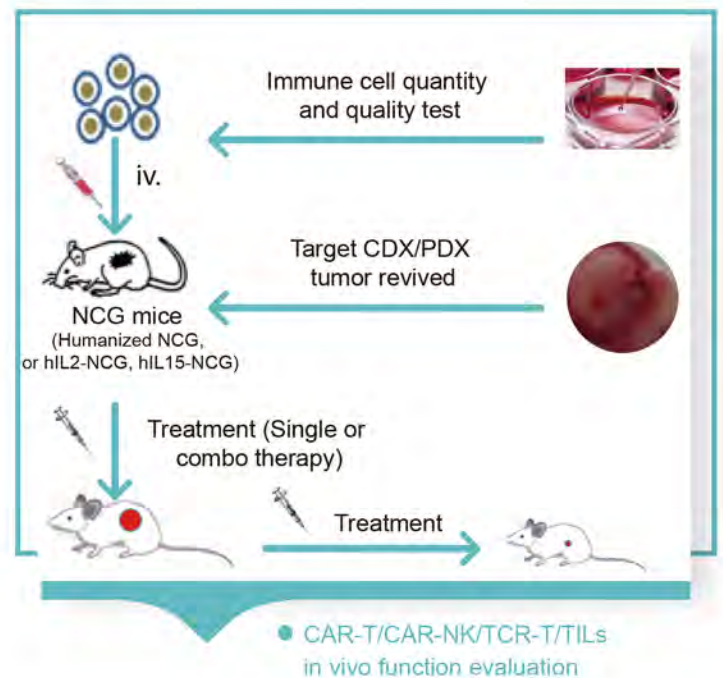 Immune cell quantity
and quality test
iv.
Target CDX/PDX
tumor revived
NCG mice
(Humanized NCG,
or hIL2-NCG, hIL15-NCG)
Treatment (Single or
combo therapy)
Treatment
● CAR-T/CAR-NK/TCR-T/TILs
in vivo function evaluation